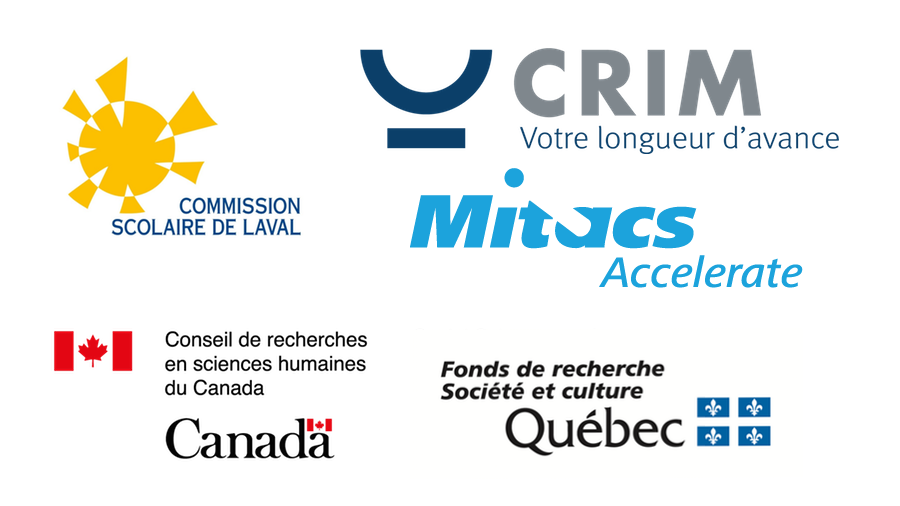 COMMISSION
SCOLAIRE DE LAVAL
CRIM
Votre longueur d'avance
Mitacs
Accelerate
Conseil de recherches
en sciences humaines
du Canada
Canada
Fonds de recherche
Société et culture
Québec